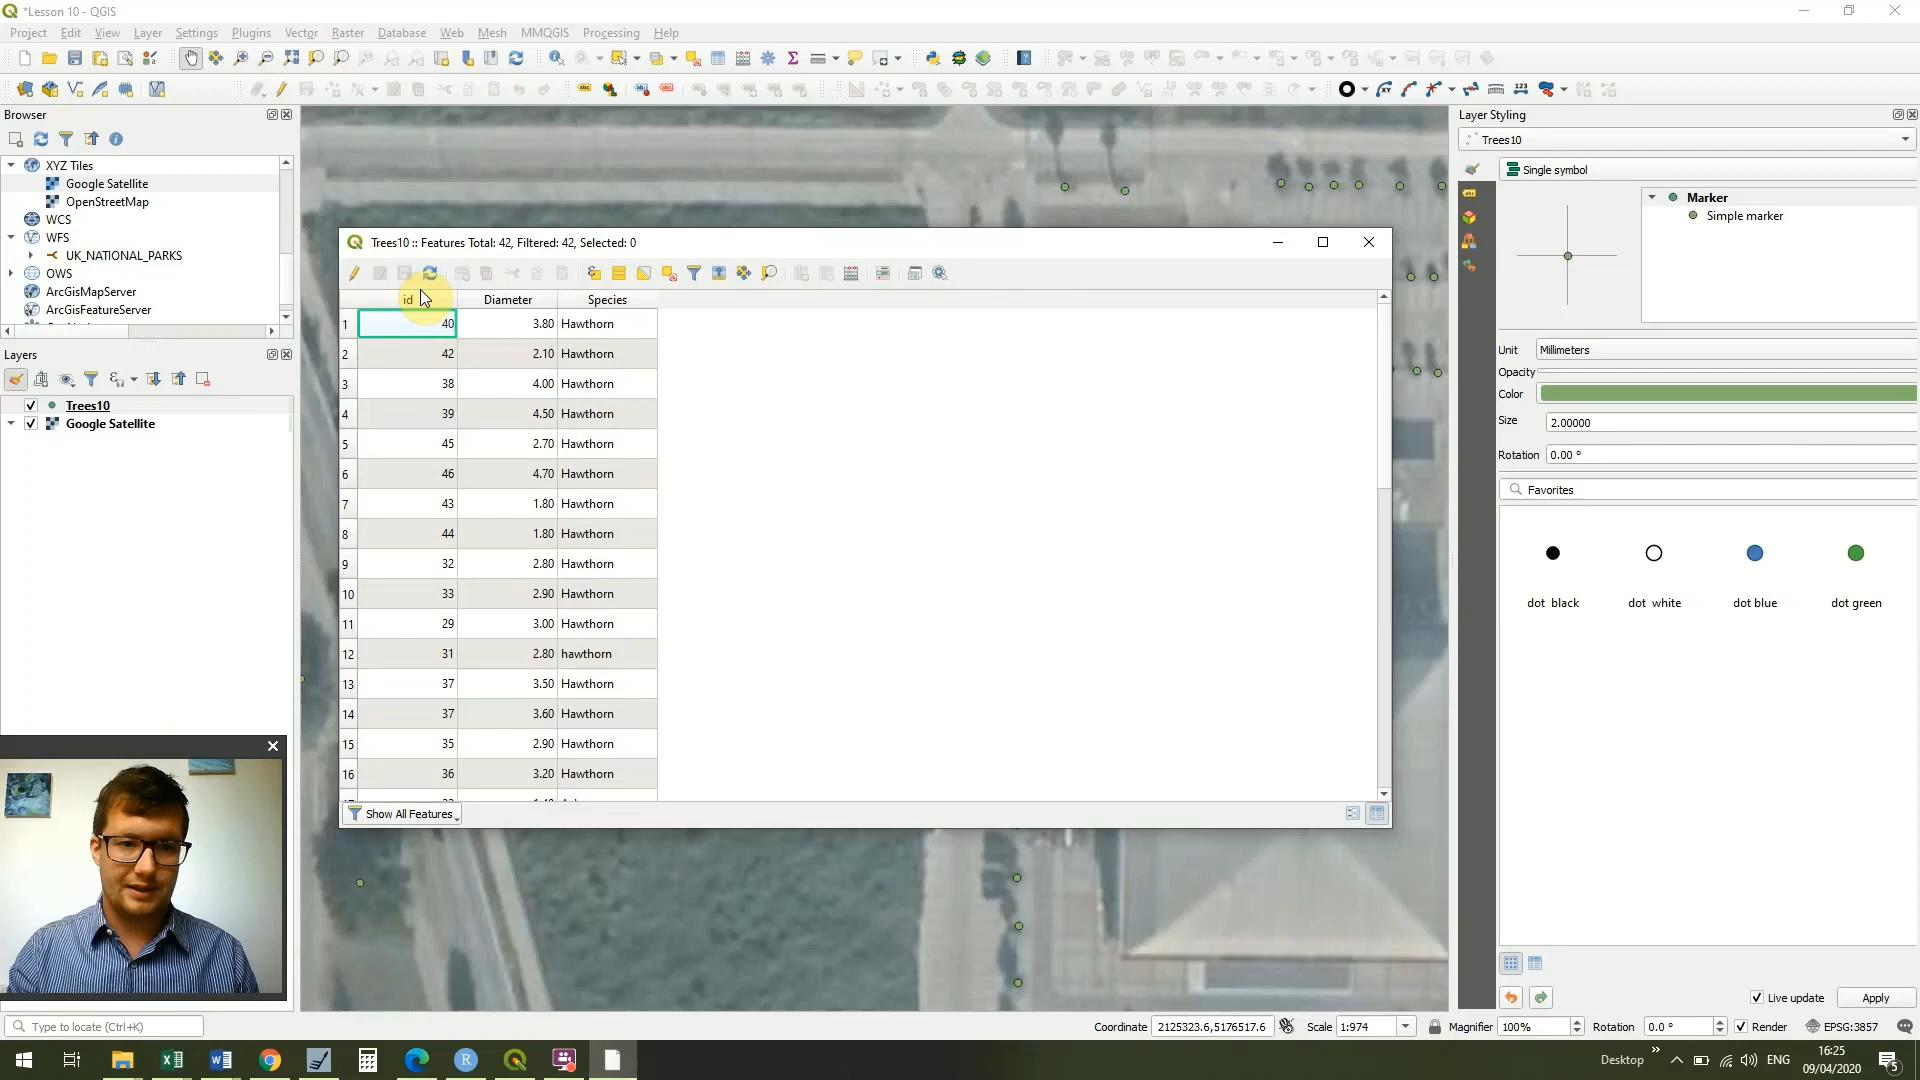 *Lesson 10 - QGIS
Project Edit View Layer Settings Plugins Vector Raster Database Web Mesh MMQGIS Processing Help
Browser
XYZ Tiles
Google Satellite
OpenStreetMap
WCS
WFS
UK_NATIONAL_PARKS
OWS
ArcGisMapServer
ArcGisFeatureServer
Layers
Trees10
Google Satellite
Trees10 :: Features Total: 42, Filtered: 42, Selected: 0
id Diameter Species
1 40 3.80 Hawthorn
2 42 2.10 Hawthorn
3 38 4.00 Hawthorn
4 39 4.50 Hawthorn
5 45 2.70 Hawthorn
6 46 4.70 Hawthorn
7 43 1.80 Hawthorn
8 44 1.80 Hawthorn
9 32 2.80 Hawthorn
10 33 2.90 Hawthorn
11 29 3.00 Hawthorn
12 31 2.80 hawthorn
13 37 3.50 Hawthorn
14 37 3.60 Hawthorn
15 35 2.90 Hawthorn
16 36 3.20 Hawthorn
Show All Features
Layer Styling
Trees10
Single symbol
Marker
Simple marker
Unit Millimeters
Opacity
Color
Size 2.00000
Rotation 0.00 °
Favorites
dot black dot white dot blue dot green
Live update Apply
Type to locate (Ctrl+K) Coordinate 2125323.6,5176517.6 Scale 1:974 Magnifier 100% Rotation 0.0 ° Render EPSG:3857
Desktop ENG 16:25
09/04/2020
5